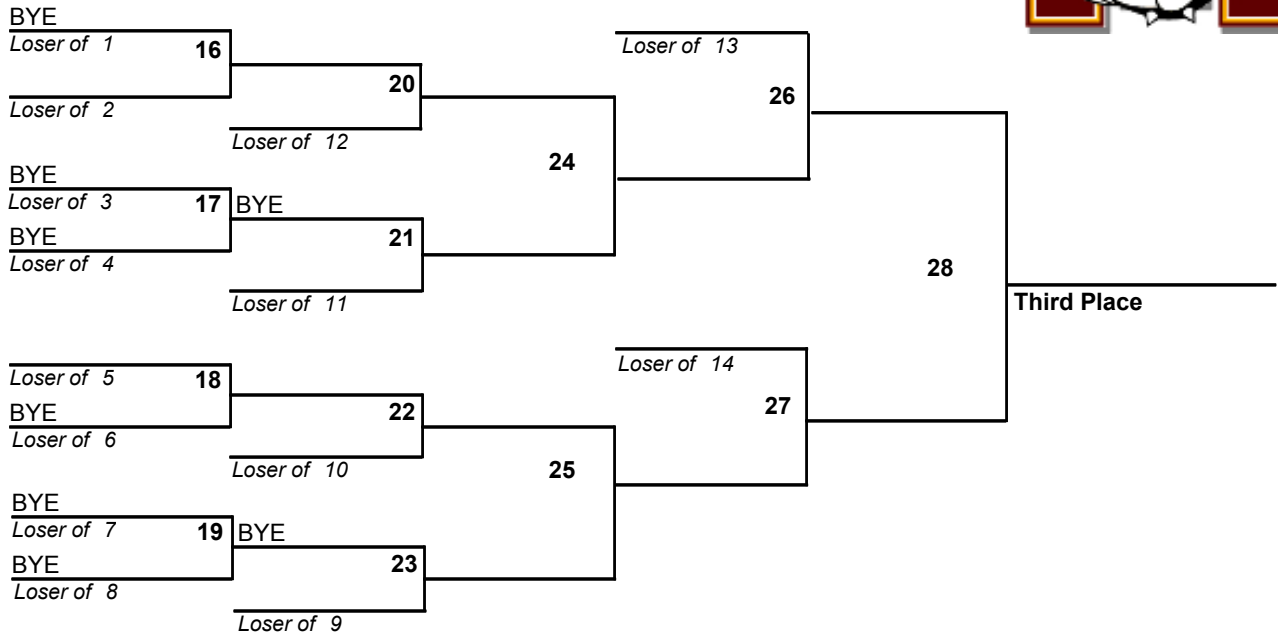 BYE
Loser of 1
16
Loser of 2
20
Loser of 12
BYE
Loser of 3
17
BYE
BYE
Loser of 4
21
Loser of 11
24
Loser of 13
26
28
Third Place
Loser of 5
18
BYE
Loser of 6
22
Loser of 10
25
Loser of 14
27
BYE
Loser of 7
19
BYE
BYE
Loser of 8
23
Loser of 9